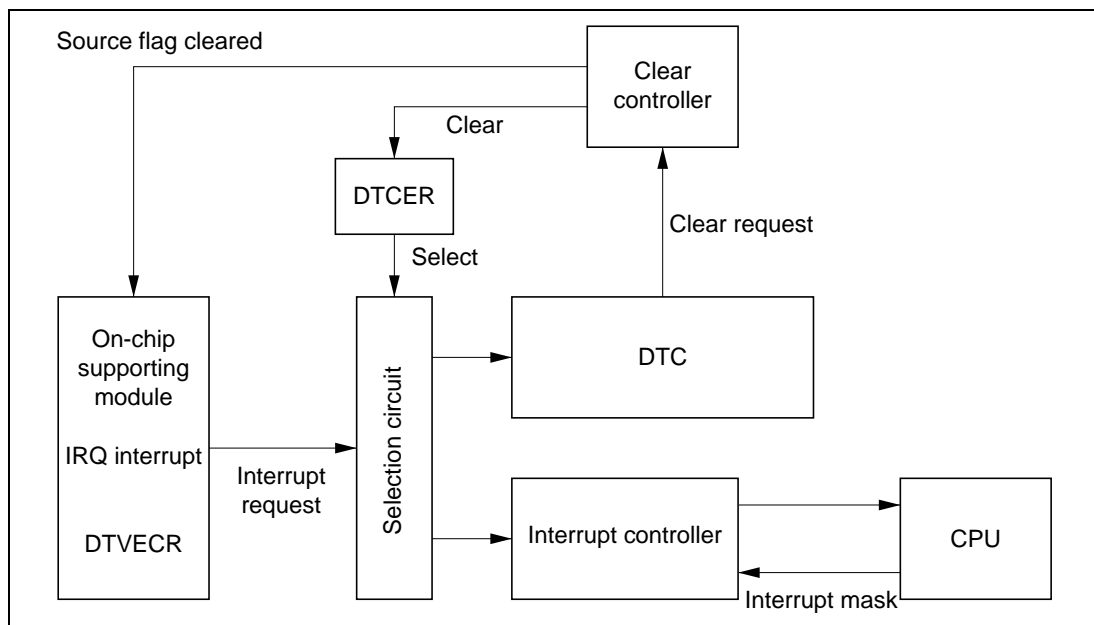 Source flag cleared
Clear
controller
Clear
DTCER
Clear request
Select
On-chip
supporting
module
DTC
IRQ interrupt
Interrupt
request
Selection circuit
Interrupt controller
CPU
DTVECR
Interrupt mask